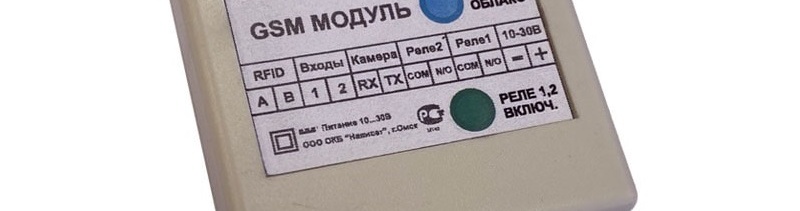 ОБЛАКО
GSM МОДУЛЬ
RFID Входы Камера Реле2 Реле1 10-30В
A B 1 2 RX TX COM N/O COM N/O − +
Питание 10...30В
ООО ОКБ г.Омск
РЕЛЕ 1,2
ВКЛЮЧ.